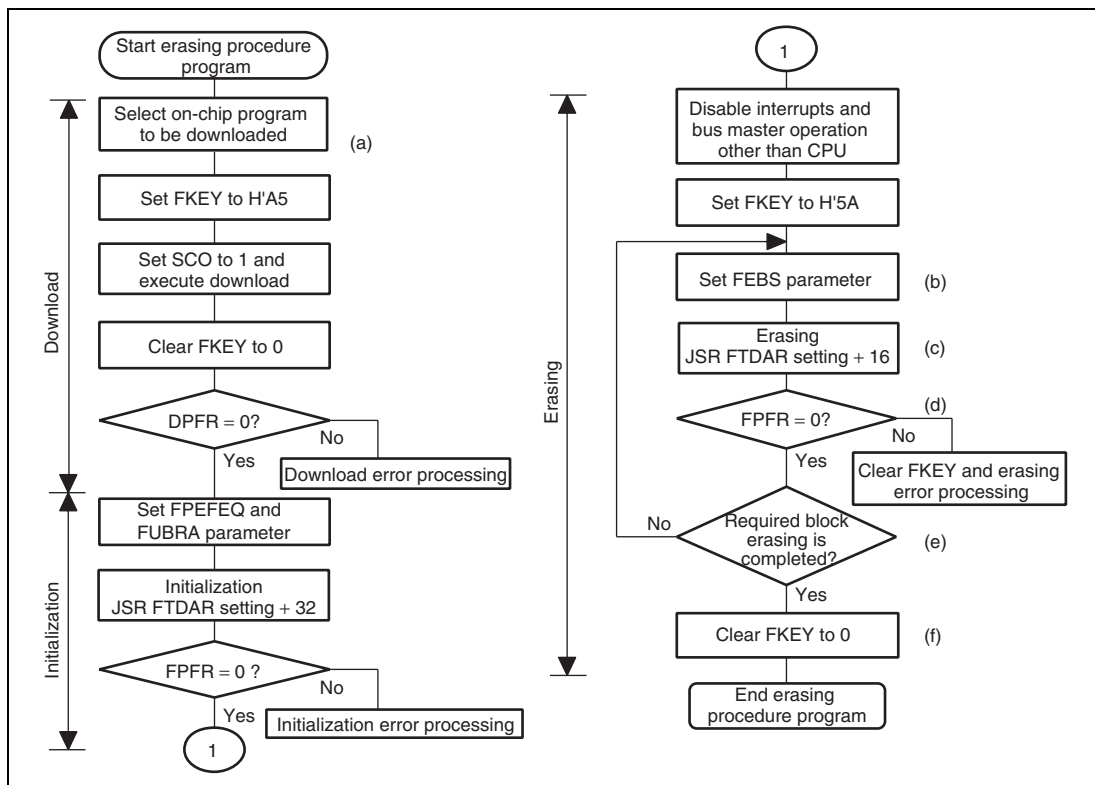 Start erasing procedure
program
Download
Select on-chip program
to be downloaded
(a)
Set FKEY to H'A5
Set SCO to 1 and
execute download
Clear FKEY to 0
DPFR = 0?
No
Yes
Download error processing
Initialization
Set FPEFEQ and
FUBRA parameter
Initialization
JSR FTDAR setting + 32
FPFR = 0 ?
No
Yes
Initialization error processing
1
1
Erasing
Disable interrupts and
bus master operation
other than CPU
Set FKEY to H'5A
Set FEBS parameter
(b)
Erasing
JSR FTDAR setting + 16
(c)
FPFR = 0?
(d)
No
Yes
Clear FKEY and erasing
error processing
No
Required block
erasing is
completed?
(e)
Yes
Clear FKEY to 0
(f)
End erasing
procedure program